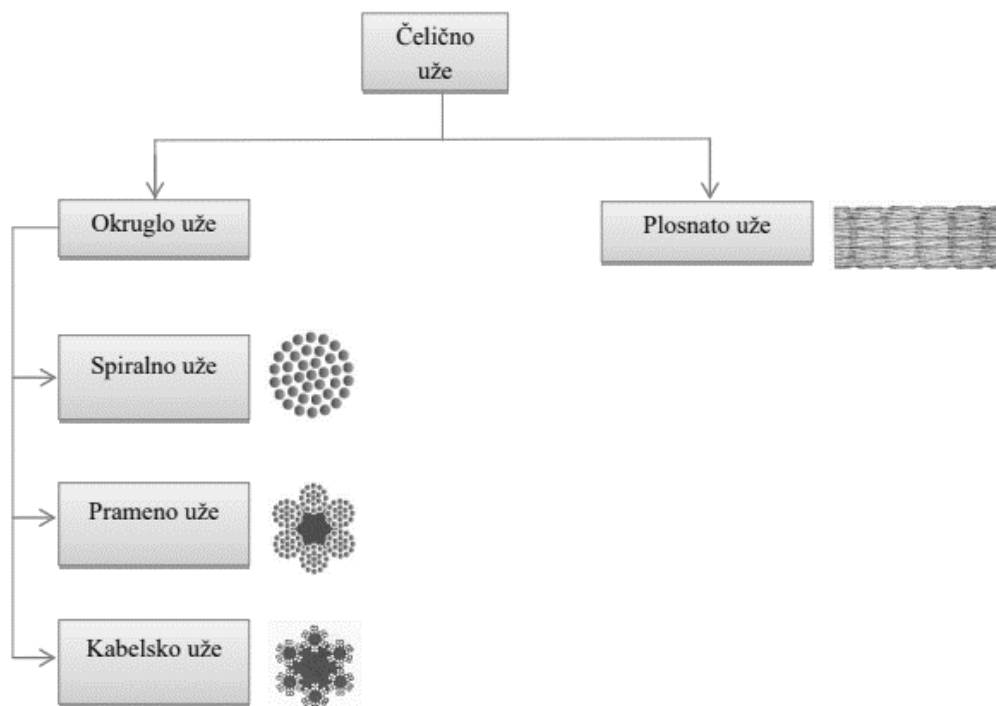 Čelično
uže
Okruglo uže
Plosnato uže
Spiralno uže
Prameno uže
Kabelsko uže